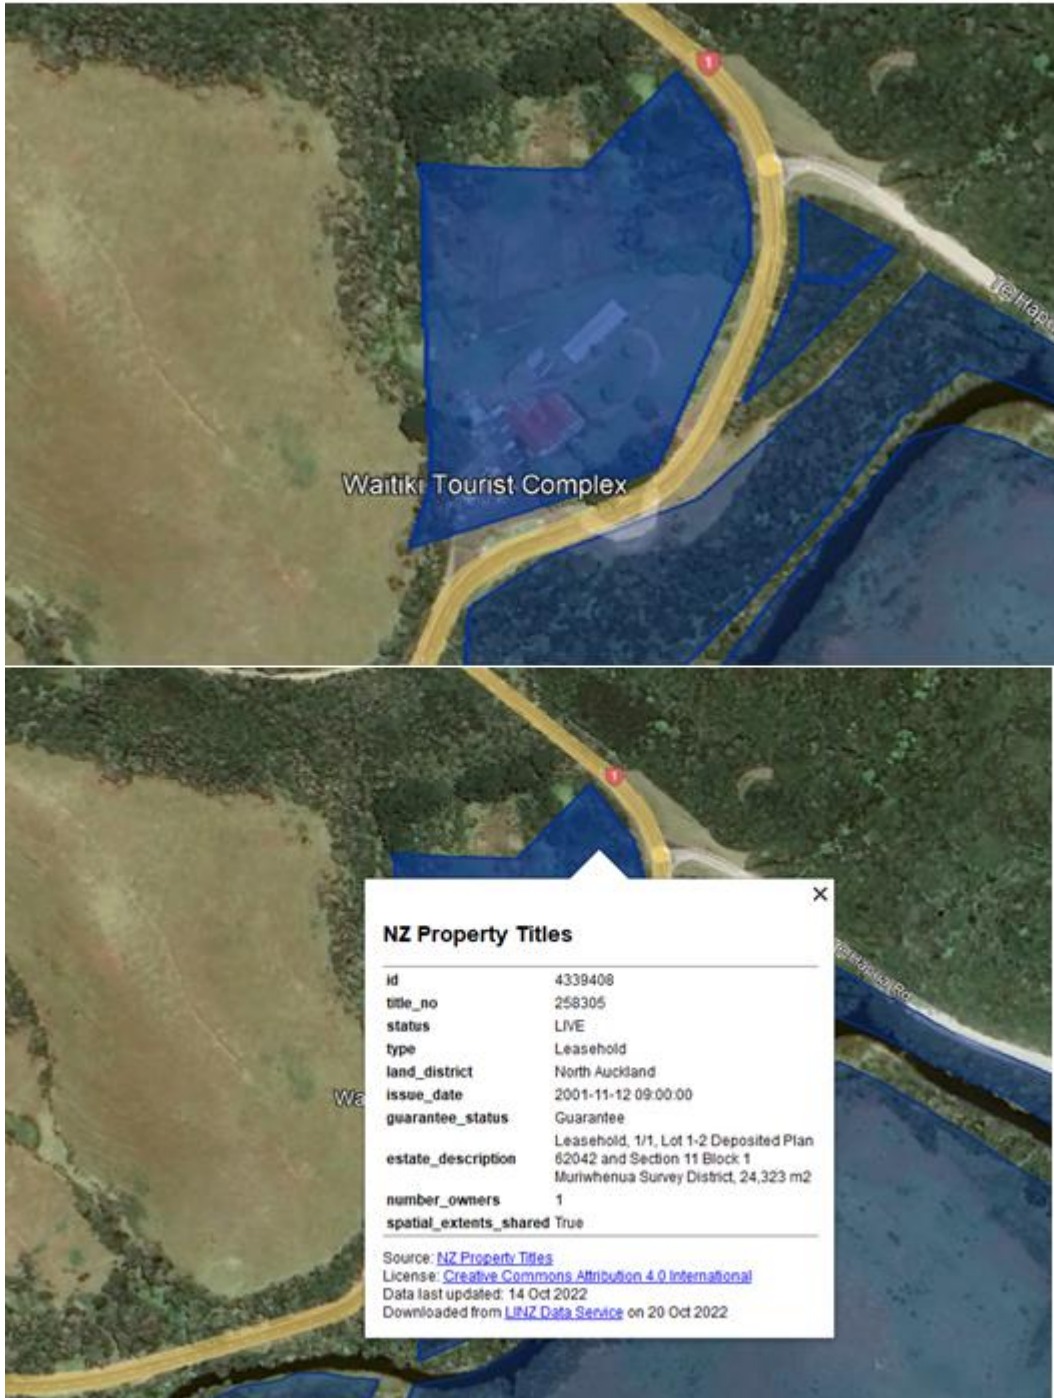 1
Te Hapu
Waitiki Tourist Complex
1
Te Hapua Rd
Wa
×
NZ Property Titles
id 4339408
title_no 258305
status LIVE
type Leasehold
land_district North Auckland
issue_date 2001-11-12 09:00:00
guarantee_status Guarantee
estate_description Leasehold, 1/1, Lot 1-2 Deposited Plan
62042 and Section 11 Block 1
Muriwhenua Survey District, 24,323 m2
number_owners 1
spatial_extents_shared True
Source: NZ Property Titles
License: Creative Commons Attribution 4.0 International
Data last updated: 14 Oct 2022
Downloaded from LINZ Data Service on 20 Oct 2022